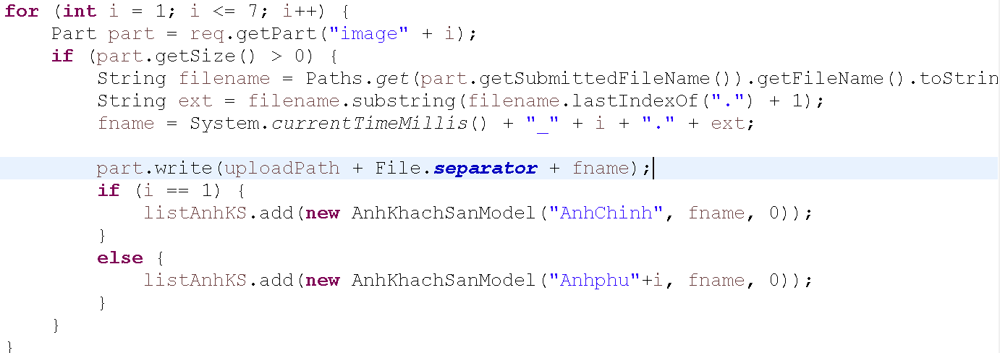 for (int i = 1; i <= 7; i++) {
    Part part = req.getPart("image" + i);
    if (part.getSize() > 0) {
        String filename = Paths.get(part.getSubmittedFileName()).getFileName().toStrin
        String ext = filename.substring(filename.lastIndexOf(".") + 1);
        fname = System.currentTimeMillis() + "_" + i + "." + ext;

        part.write(uploadPath + File.separator + fname);
        if (i == 1) {
            listAnhKS.add(new AnhKhachSanModel("AnhChinh", fname, 0));
        }
        else {
            listAnhKS.add(new AnhKhachSanModel("Anhphu"+i, fname, 0));
        }
    }
}